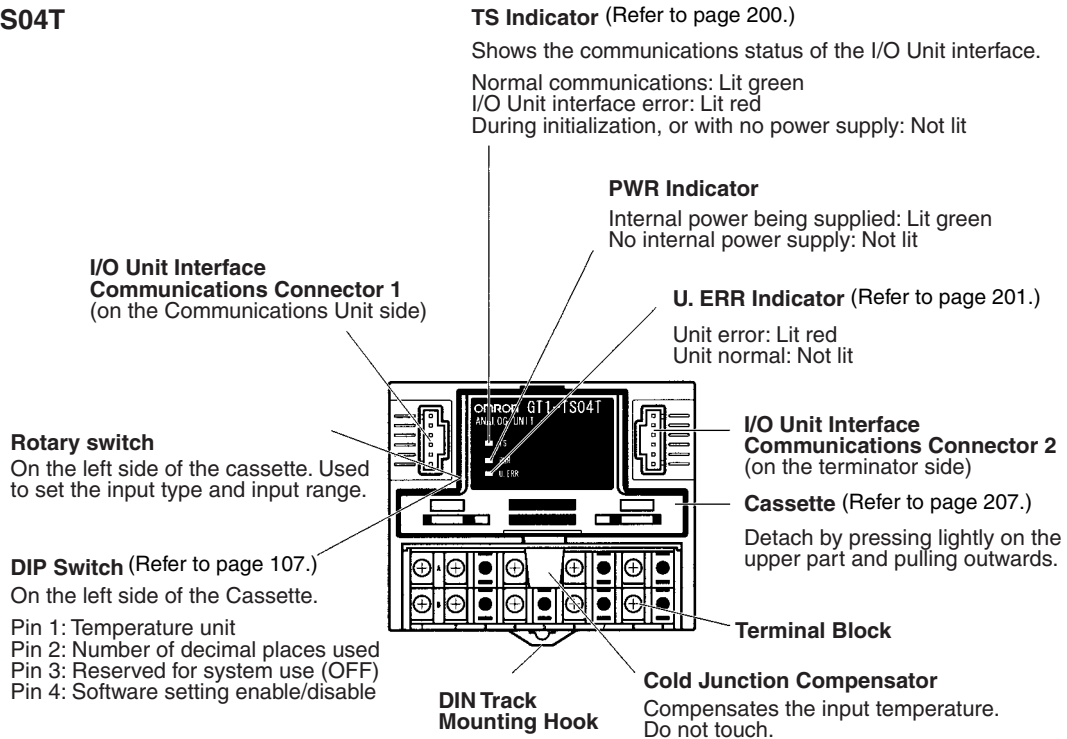 S04T
TS Indicator (Refer to page 200.)
Shows the communications status of the I/O Unit interface.
Normal communications: Lit green
I/O Unit interface error: Lit red
During initialization, or with no power supply: Not lit
PWR Indicator
Internal power being supplied: Lit green
No internal power supply: Not lit
I/O Unit Interface
Communications Connector 1
(on the Communications Unit side)
U. ERR Indicator (Refer to page 201.)
Unit error: Lit red
Unit normal: Not lit
OMRON GT1-TS04T
ANALOG UNIT
U. ERR
Rotary switch
On the left side of the cassette. Used
to set the input type and input range.
I/O Unit Interface
Communications Connector 2
(on the terminator side)
Cassette (Refer to page 207.)
Detach by pressing lightly on the
upper part and pulling outwards.
DIP Switch (Refer to page 107.)
On the left side of the Cassette.
Pin 1: Temperature unit
Pin 2: Number of decimal places used
Pin 3: Reserved for system use (OFF)
Pin 4: Software setting enable/disable
A
B
Terminal Block
DIN Track
Mounting Hook
Cold Junction Compensator
Compensates the input temperature.
Do not touch.